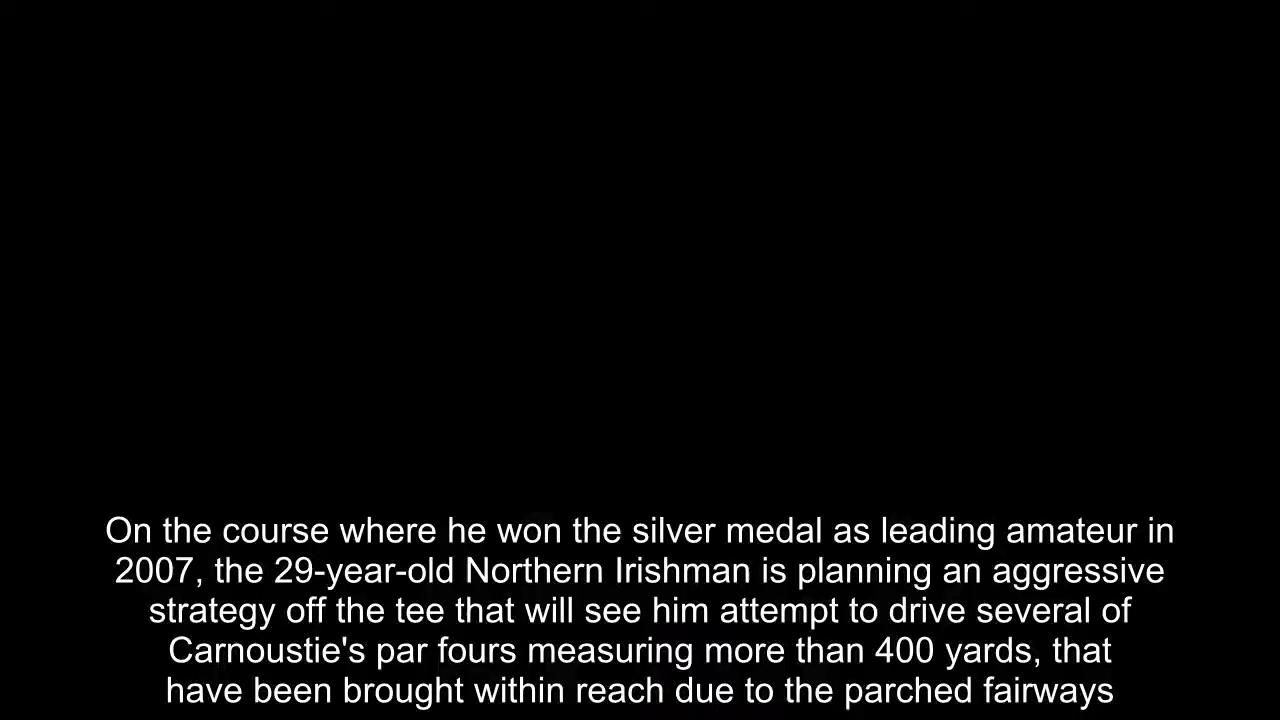 On the course where he won the silver medal as leading amateur in
2007, the 29-year-old Northern Irishman is planning an aggressive
strategy off the tee that will see him attempt to drive several of
Carnoustie's par fours measuring more than 400 yards, that
have been brought within reach due to the parched fairways